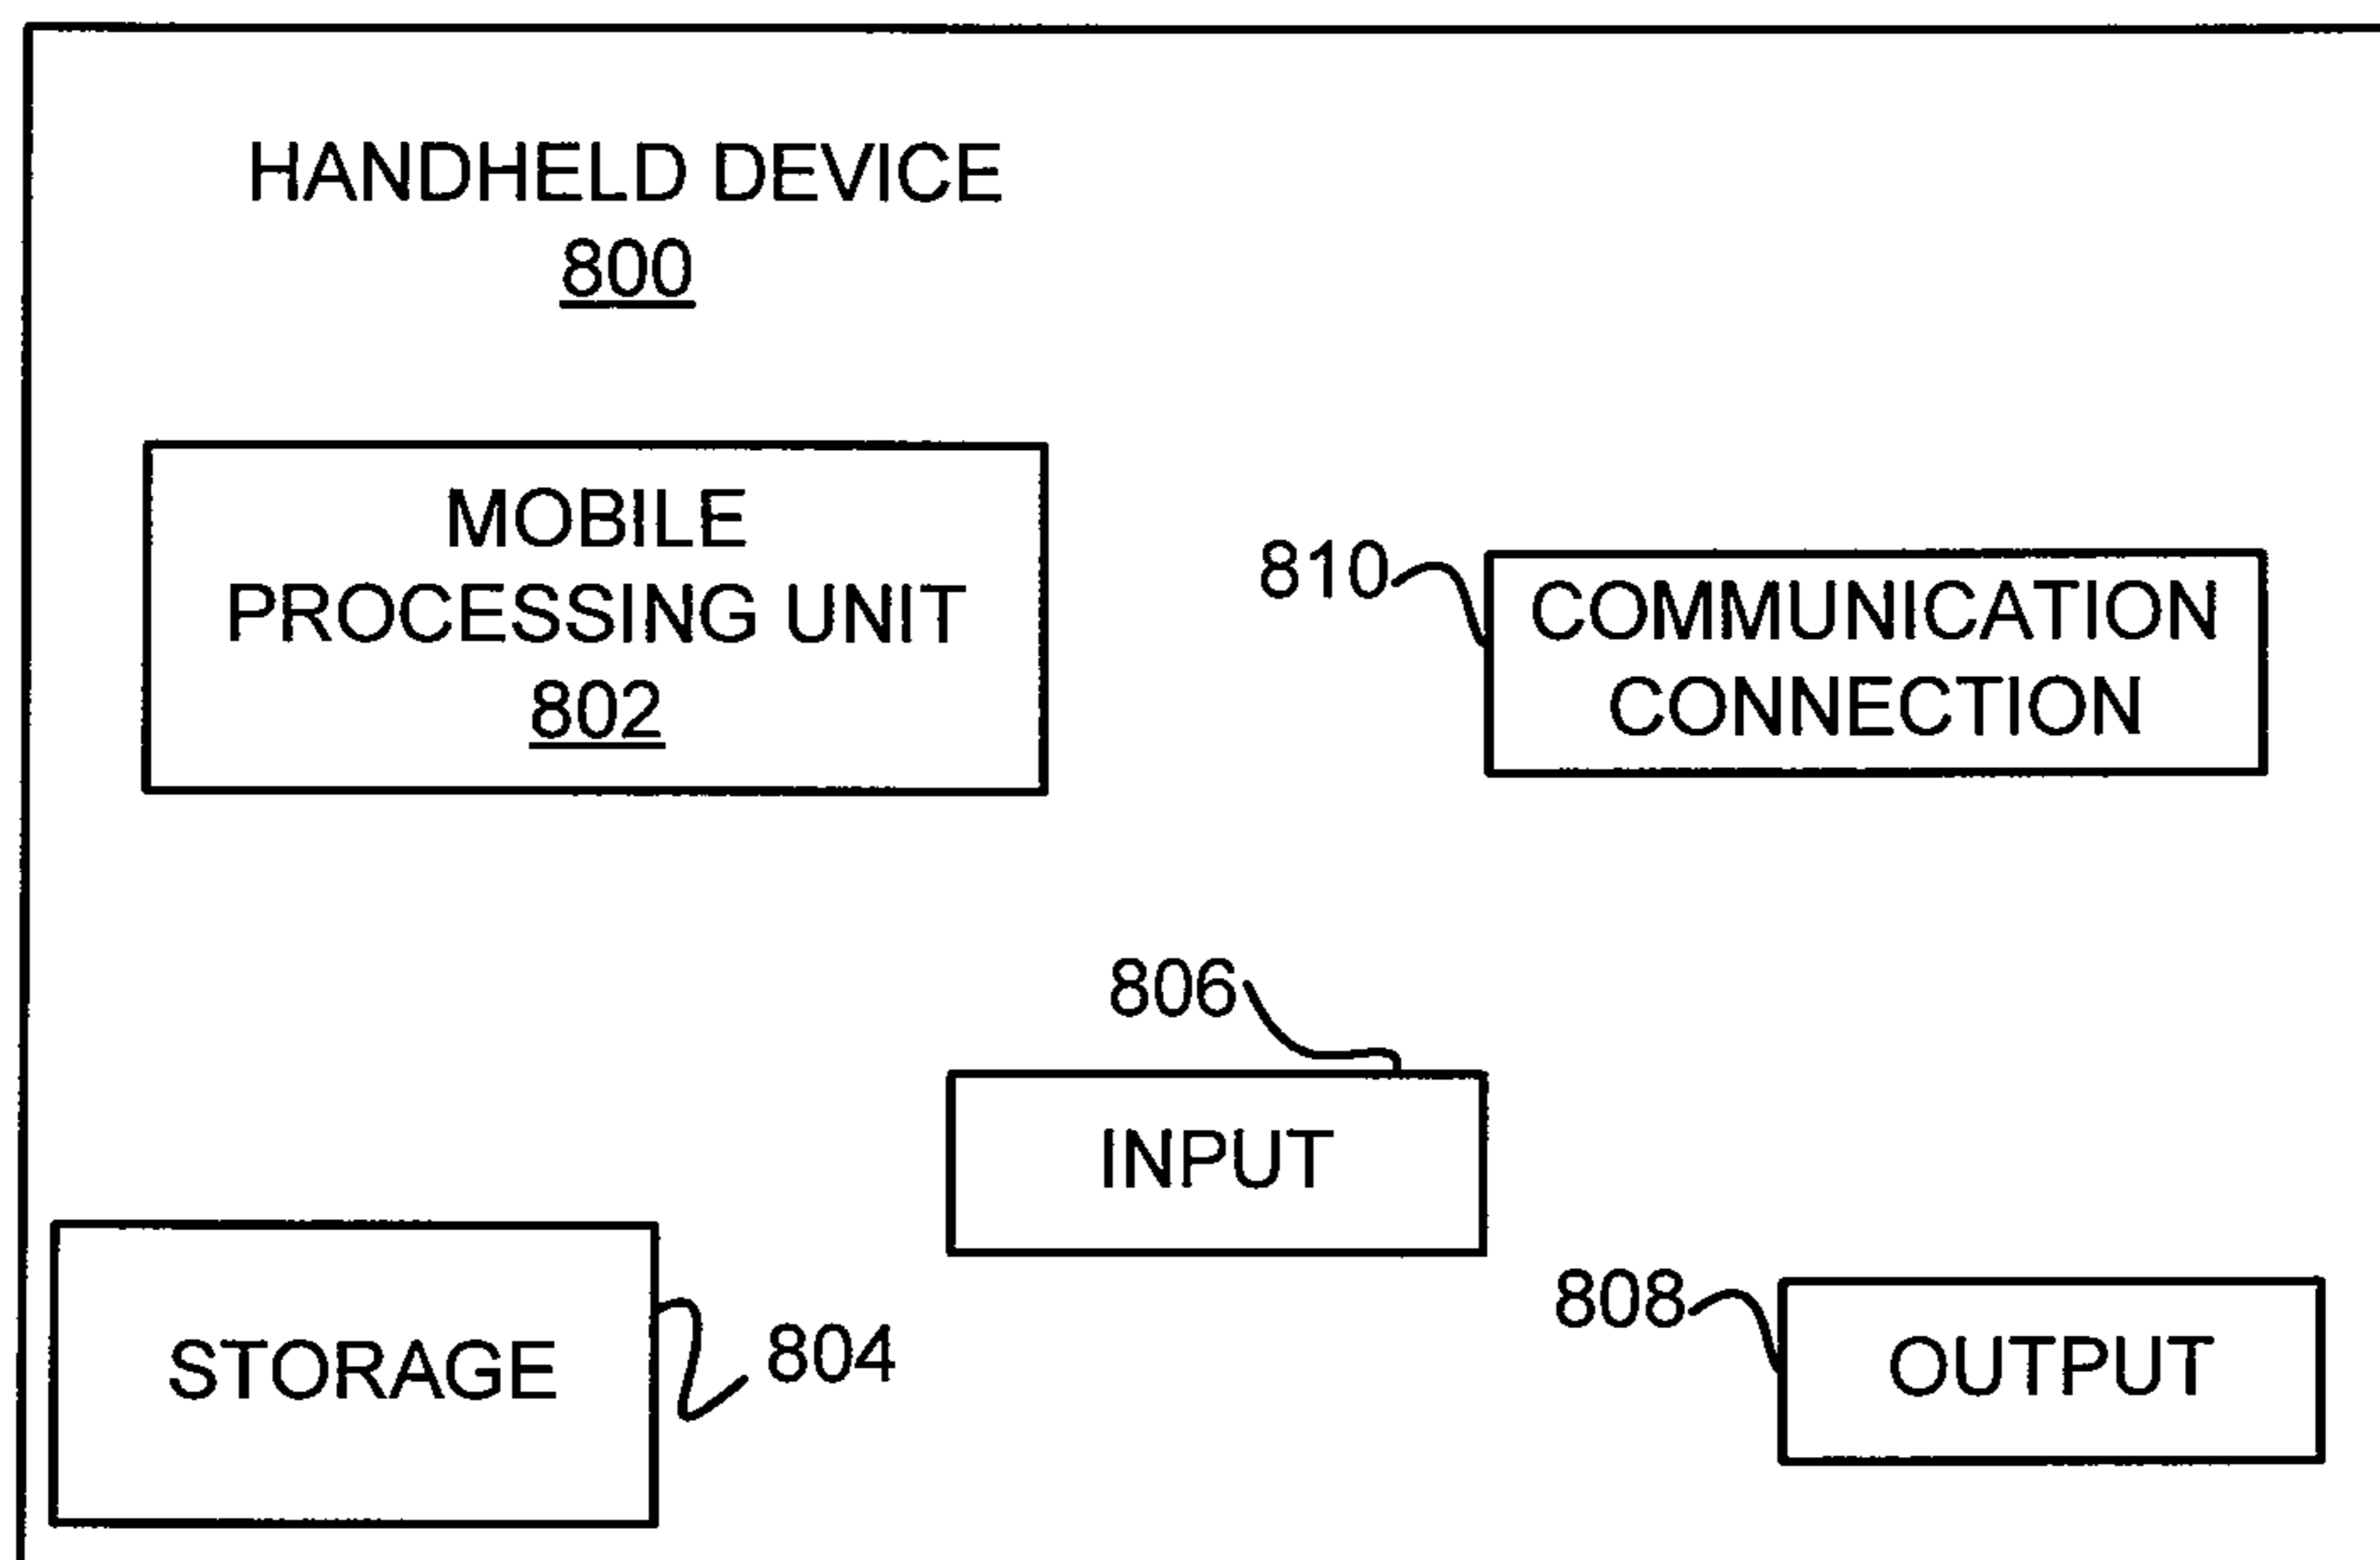 HANDHELD DEVICE
800
MOBILE
PROCESSING UNIT
802
810
COMMUNICATION
CONNECTION
806
INPUT
STORAGE
804
808
OUTPUT